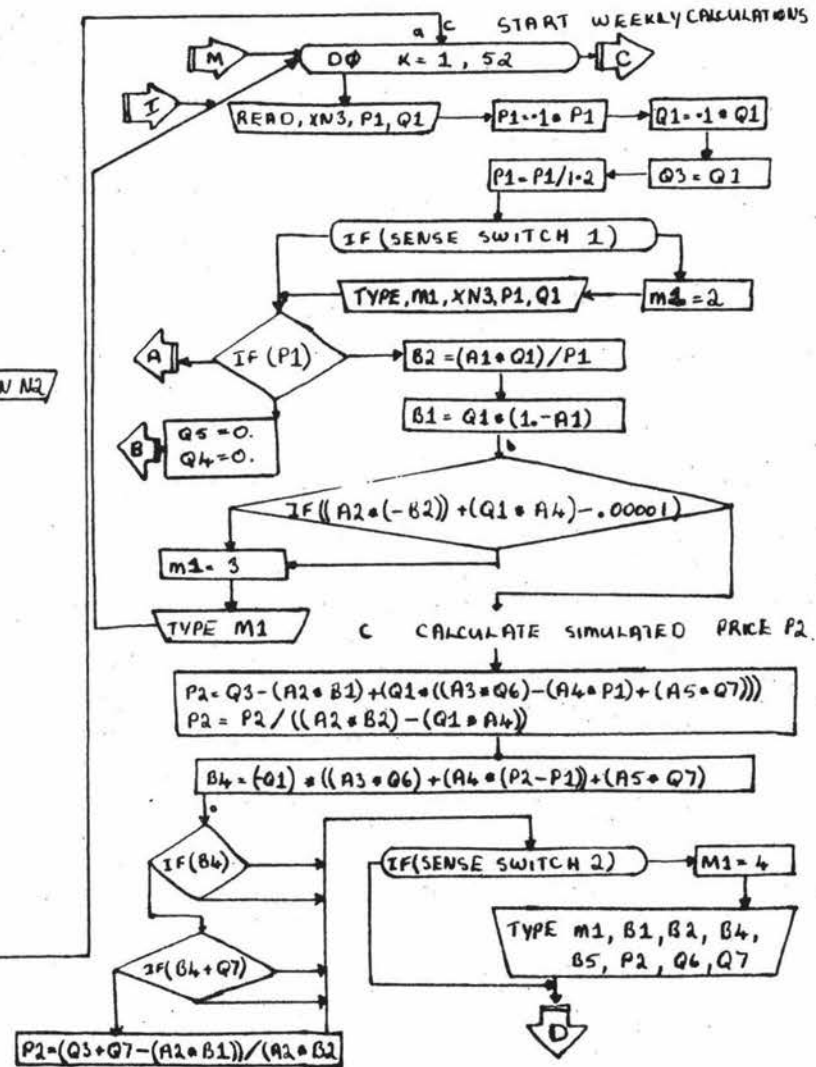 a c START WEEKLY CALCULATIONS
M
DØ K = 1, 52
C
I
READ, XN3, P1, Q1
P1=.1*P1
Q1=.1*Q1
P1=P1/1.2
Q3=Q1
IF (SENSE SWITCH 1)
TYPE, M1, XN3, P1, Q1
m1=2
A
IF (P1)
B2=(A1*Q1)/P1
N N2
B
Q5=0.
Q4=0.
B1=Q1*(1.-A1)
b
IF((A2*(-B2))+(Q1*A4)-.00001)
m1=3
TYPE M1
C CALCULATE SIMULATED PRICE P2
P2=Q3-(A2*B1)+(Q1*((A3*Q6)-(A4*P1)+(A5*Q7)))
P2=P2/((A2*B2)-(Q1*A4))
B4=(-Q1)*((A3*Q6)+(A4*(P2-P1))+(A5*Q7)
IF(B4)
IF(SENSE SWITCH 2)
M1=4
TYPE m1, B1, B2, B4,
B5, P2, Q6, Q7
IF(B4+Q7)
D
P2=(Q3+Q7-(A2*B1))/(A2*B2